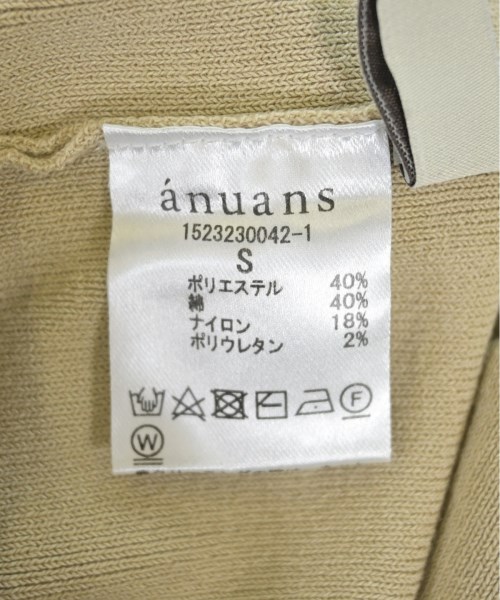 ánuans
1523230042-1
S
ポリエステル 40%
綿 40%
ナイロン 18%
ポリウレタン 2%
F
W